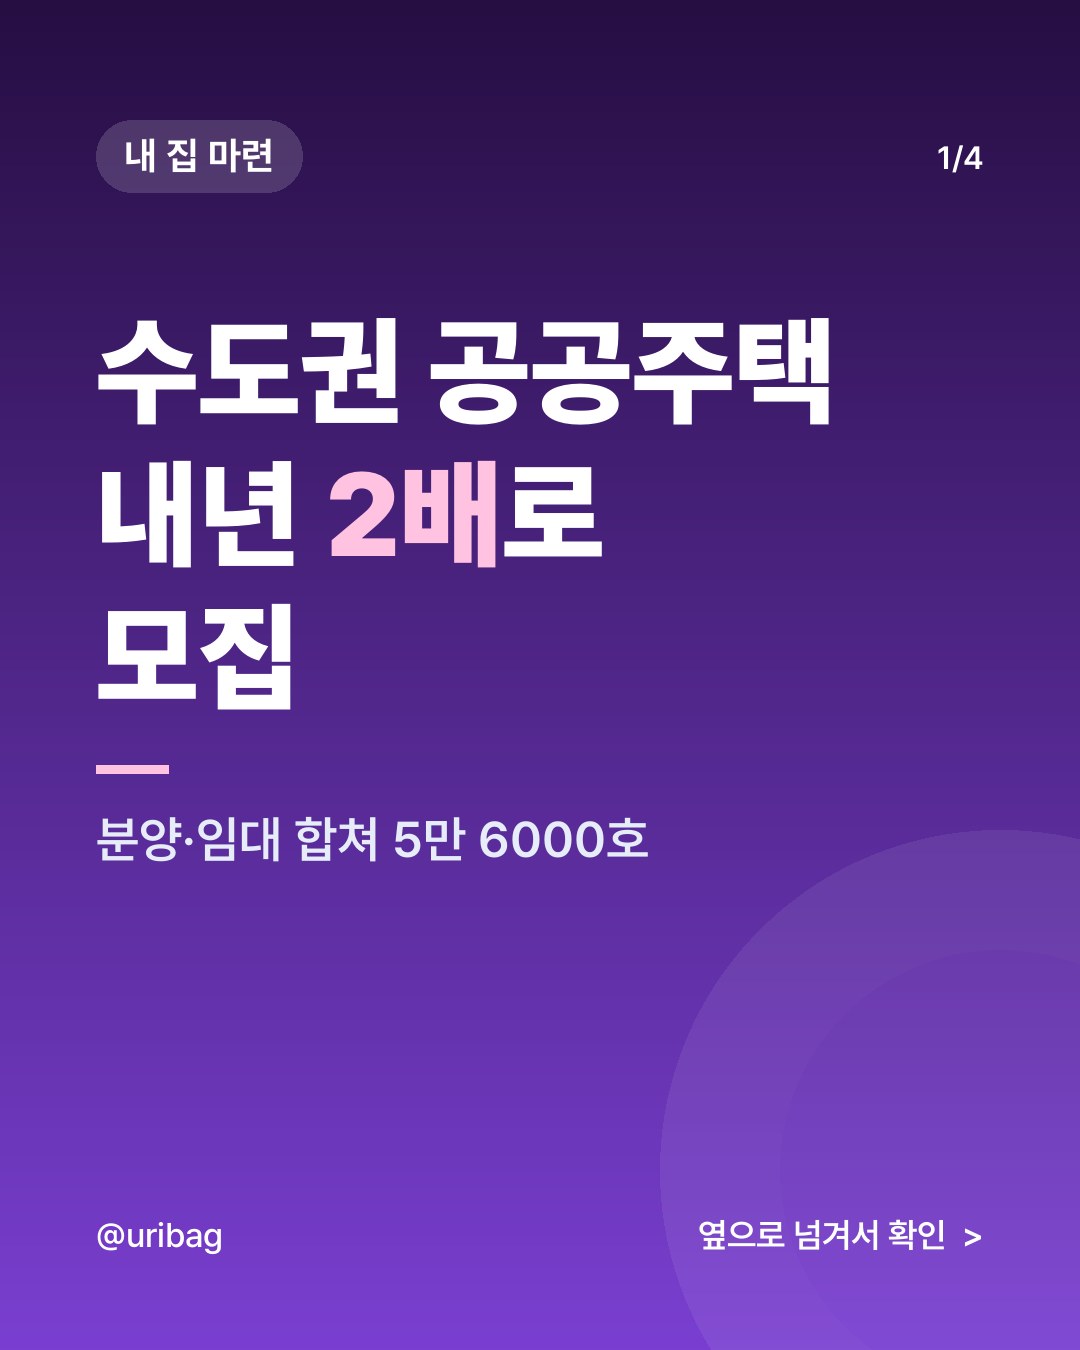 내 집 마련
1/4
수도권 공공주택
내년 2배로
모집
분양·임대 합쳐 5만 6000호
@uribag
옆으로 넘겨서 확인 >